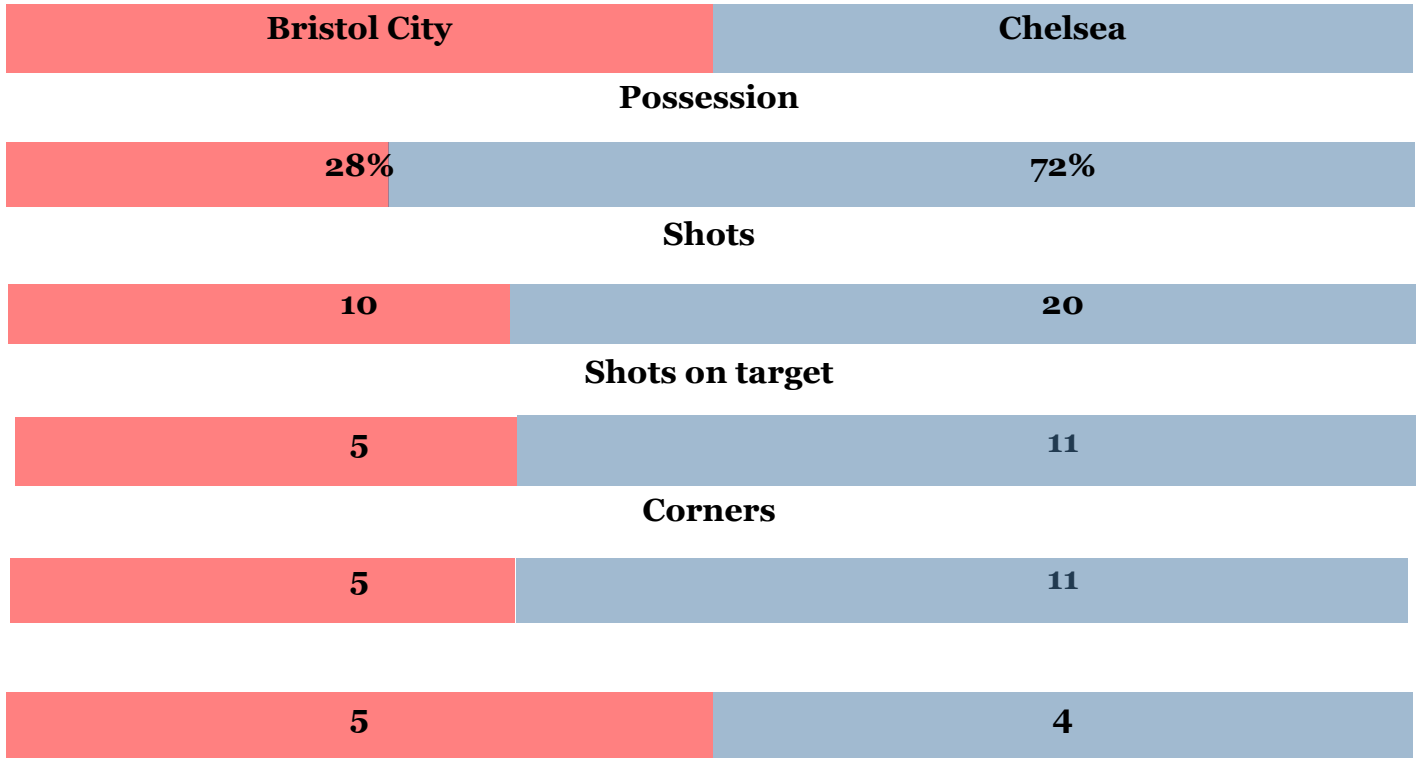 Bristol City Chelsea
Possession
28% 72%
Shots
10 20
Shots on target
5 11
Corners
5 11
5 4